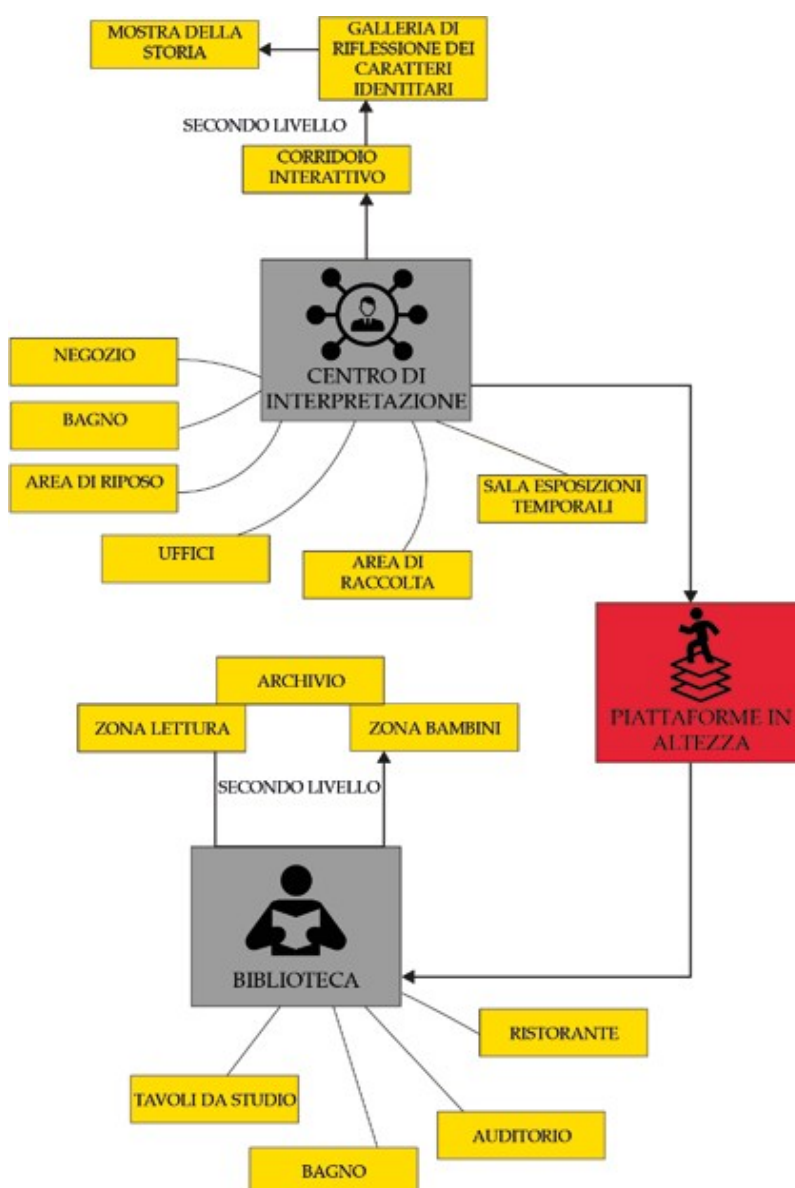 MOSTRA DELLA
STORIA
GALLERIA DI
RIFLESSIONE DEI
CARATTERI
IDENTITARI
SECONDO LIVELLO
CORRIDOIO
INTERATTIVO
CENTRO DI
INTERPRETAZIONE
NEGOZIO
BAGNO
AREA DI RIPOSO
UFFICI
AREA DI
RACCOLTA
SALA ESPOSIZIONI
TEMPORALI
PIATTAFORME IN
ALTEZZA
ARCHIVIO
ZONA LETTURA
ZONA BAMBINI
SECONDO LIVELLO
BIBLIOTECA
RISTORANTE
TAVOLI DA STUDIO
AUDITORIO
BAGNO